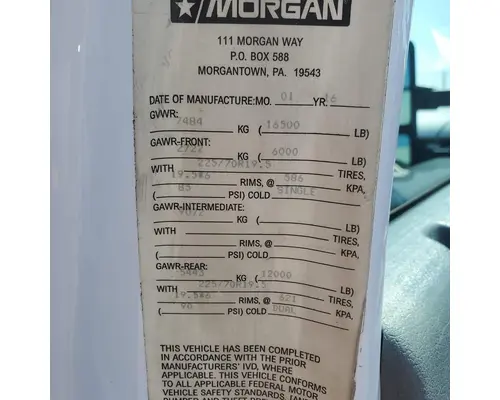 MORGAN
111 MORGAN WAY
P.O. BOX 588
MORGANTOWN, PA. 19543
DATE OF MANUFACTURE: MO. 01 YR. 16
GVWR: 7484 KG ( 16500 LB)
GAWR-FRONT: 2721 KG ( 6000 LB)
WITH 225/70R19.5 TIRES,
19.5X6 RIMS, @ 586 KPA,
( 85 PSI) COLD SINGLE
GAWR-INTERMEDIATE:
KG ( LB)
WITH TIRES,
RIMS, @ KPA,
( PSI) COLD
GAWR-REAR: 5443 KG ( 12000 LB)
WITH 225/70R19.5 TIRES,
19.5X6 RIMS, @ 621 KPA,
( 90 PSI) COLD DUAL
THIS VEHICLE HAS BEEN COMPLETED
IN ACCORDANCE WITH THE PRIOR
MANUFACTURERS' IVD, WHERE
APPLICABLE. THIS VEHICLE CONFORMS
TO ALL APPLICABLE FEDERAL MOTOR
VEHICLE SAFETY STANDARDS,